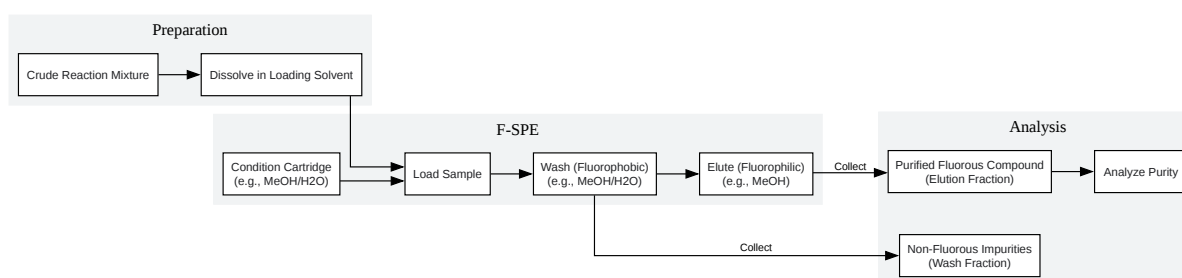 Preparation
Crude Reaction Mixture
Dissolve in Loading Solvent
F-SPE
Condition Cartridge
(e.g., MeOH/H2O)
Load Sample
Wash (Fluorophobic)
(e.g., MeOH/H2O)
Elute (Fluorophilic)
(e.g., MeOH)
Collect
Collect
Analysis
Purified Fluorous Compound
(Elution Fraction)
Analyze Purity
Non-Fluorous Impurities
(Wash Fraction)